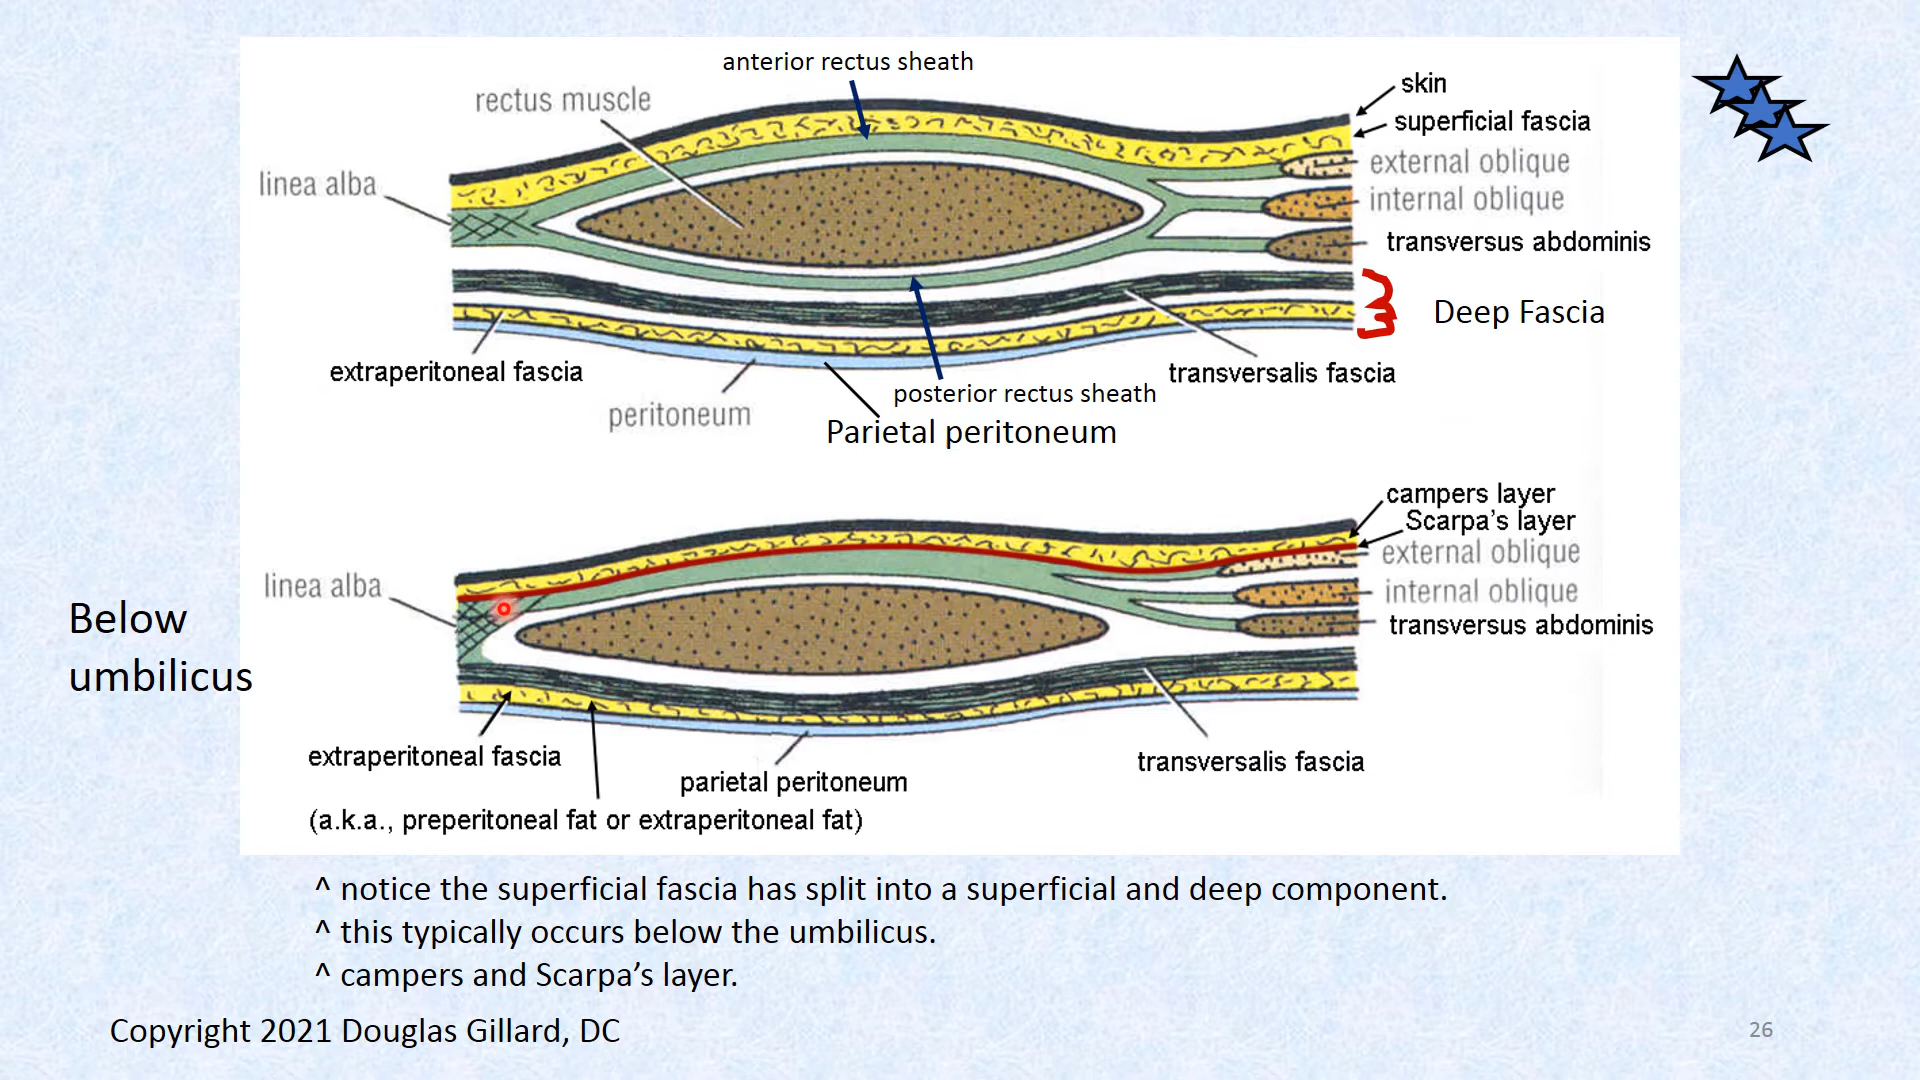 anterior rectus sheath
rectus muscle
skin
superficial fascia
external oblique
linea alba
internal oblique
transversus abdominis
Deep Fascia
extraperitoneal fascia
transversalis fascia
posterior rectus sheath
peritoneum
Parietal peritoneum
campers layer
Scarpa's layer
external oblique
linea alba
internal oblique
Below
umbilicus
transversus abdominis
extraperitoneal fascia
transversalis fascia
parietal peritoneum
(a.k.a., preperitoneal fat or extraperitoneal fat)
^ notice the superficial fascia has split into a superficial and deep component.
^ this typically occurs below the umbilicus.
^ campers and Scarpa’s layer.
Copyright 2021 Douglas Gillard, DC
26